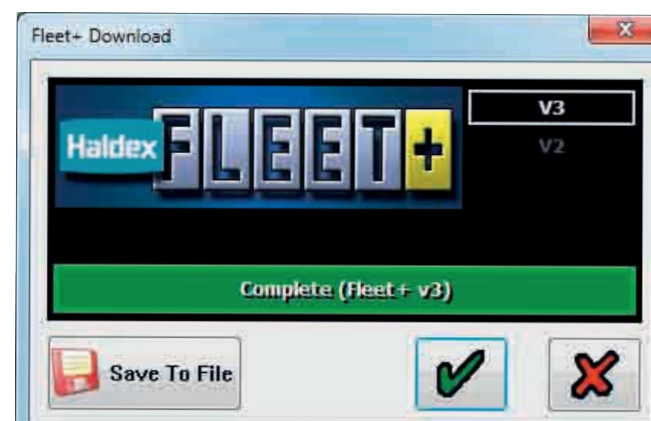 Fleet+ Download
Haldex FLEET+
V3
V2
Complete (Fleet+ v3)
Save To File